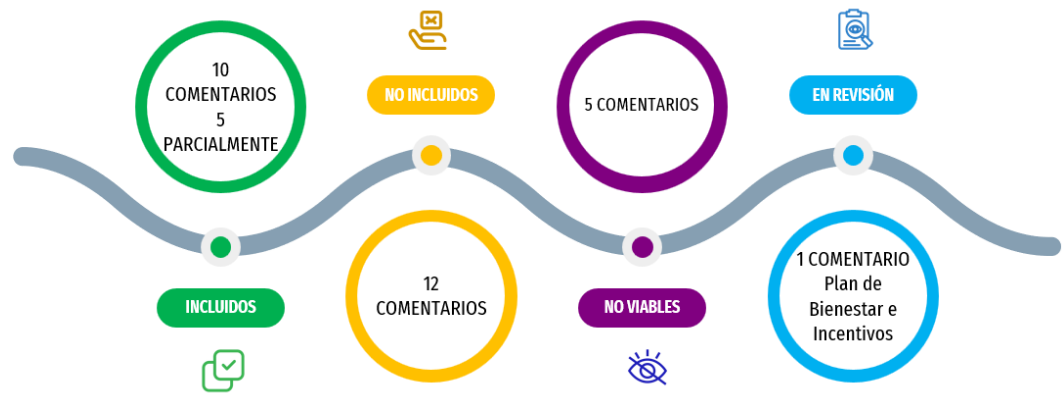 10
COMENTARIOS
5
PARCIALMENTE
INCLUIDOS
NO INCLUIDOS
12
COMENTARIOS
5 COMENTARIOS
NO VIABLES
EN REVISIÓN
1 COMENTARIO
Plan de
Bienestar e
Incentivos